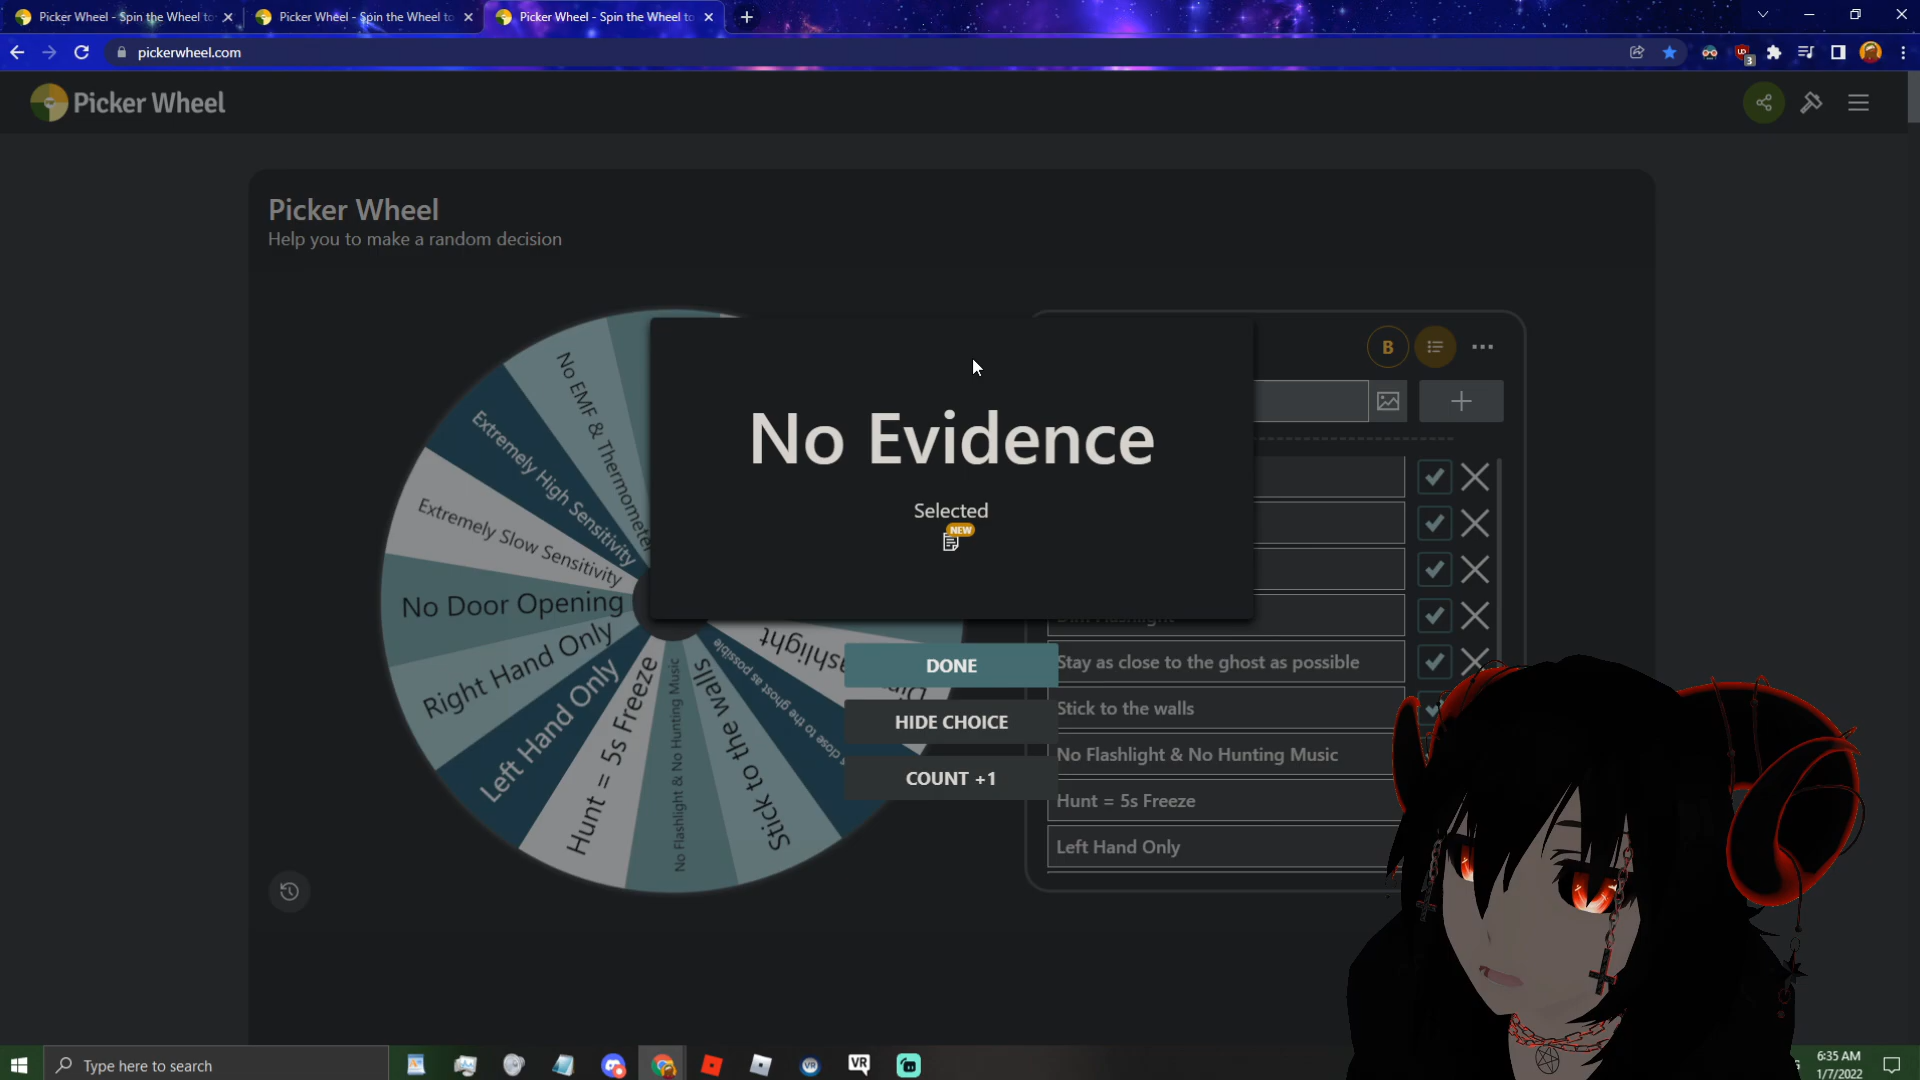 Picker Wheel - Spin the Wheel to
Picker Wheel - Spin the Wheel to
Picker Wheel - Spin the Wheel to
pickerwheel.com
3
Picker Wheel
Picker Wheel
Help you to make a random decision
No EMF & Thermometer
Extremely High Sensitivity
Extremely Slow Sensitivity
No Door Opening
Right Hand Only
Left Hand Only
Hunt = 5s Freeze
No Flashlight & No Hunting Music
Stick to the walls
close to the ghost as possible
No Evidence
Selected
NEW
DONE
HIDE CHOICE
COUNT +1
B
Dim Flashlight
Stay as close to the ghost as possible
Stick to the walls
No Flashlight & No Hunting Music
Hunt = 5s Freeze
Left Hand Only
Type here to search
VR
VR
6:35 AM
1/7/2022